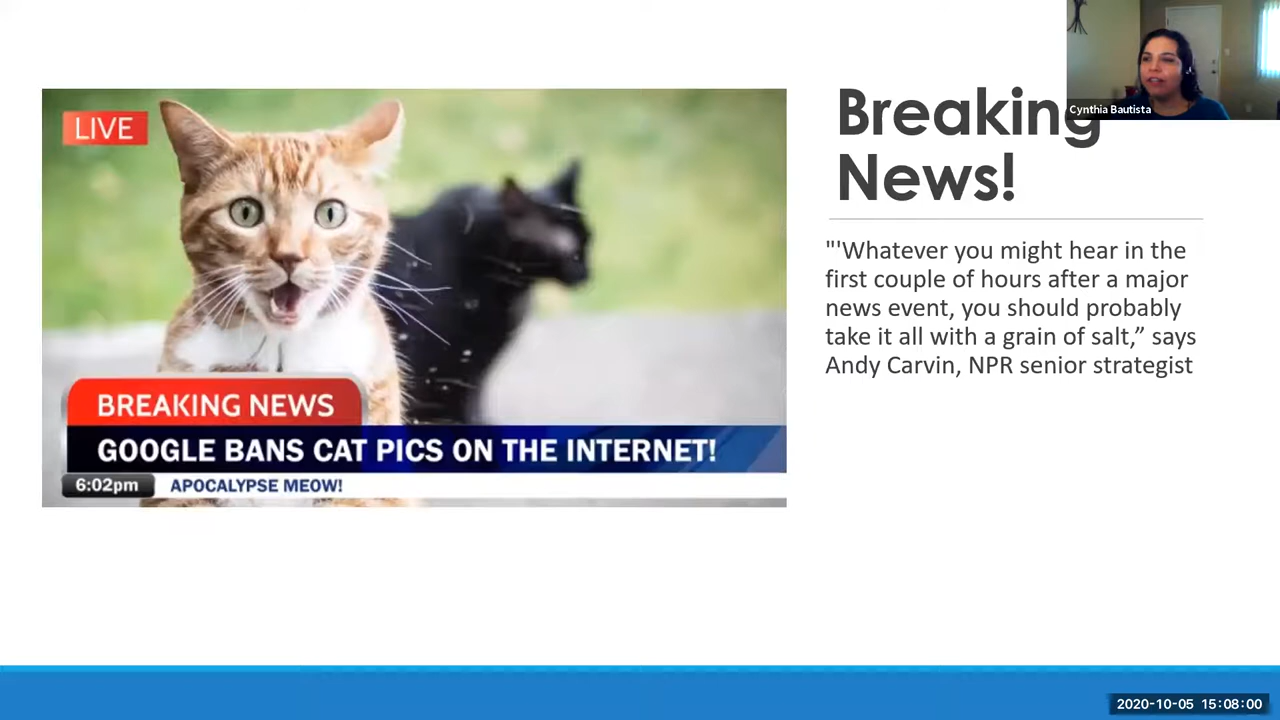 LIVE
BREAKING NEWS
GOOGLE BANS CAT PICS ON THE INTERNET!
6:02pm APOCALYPSE MEOW!
Breaking
News!
"'Whatever you might hear in the
first couple of hours after a major
news event, you should probably
take it all with a grain of salt,” says
Andy Carvin, NPR senior strategist
Cynthia Bautista
2020-10-05 15:08:00